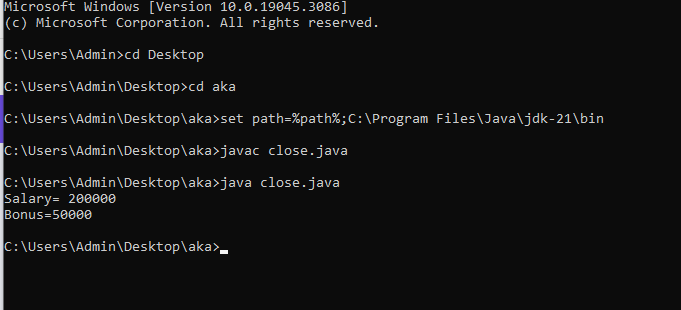 Microsoft Windows [Version 10.0.19045.3086]
(c) Microsoft Corporation. All rights reserved.
C:\Users\Admin>cd Desktop
C:\Users\Admin\Desktop>cd aka
C:\Users\Admin\Desktop\aka>set path=%path%;C:\Program Files\Java\jdk-21\bin
C:\Users\Admin\Desktop\aka>javac close.java
C:\Users\Admin\Desktop\aka>java close.java
Salary= 200000
Bonus=50000
C:\Users\Admin\Desktop\aka>